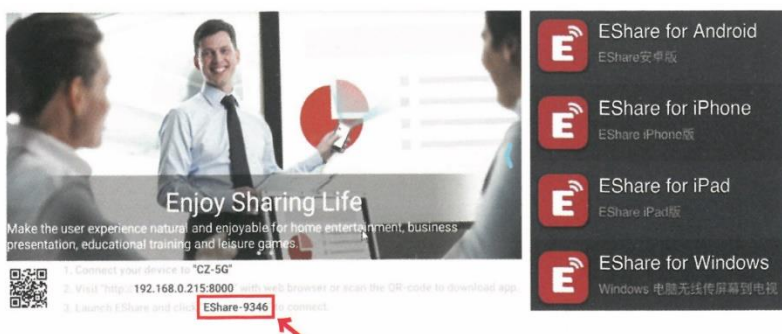 Enjoy Sharing Life
Make the user experience natural and enjoyable for home entertainment, business
presentation, educational training and leisure games.
1. Connect your device to "CZ-5G"
2. Visit "http://192.168.0.215:8000 with web browser or scan the QR-code to download app.
3. Launch EShare and click EShare-9346 to connect.
EShare for Android
EShare安卓版
EShare for iPhone
EShare iPhone版
EShare for iPad
EShare iPad版
EShare for Windows
Windows 电脑无线传屏幕到电视